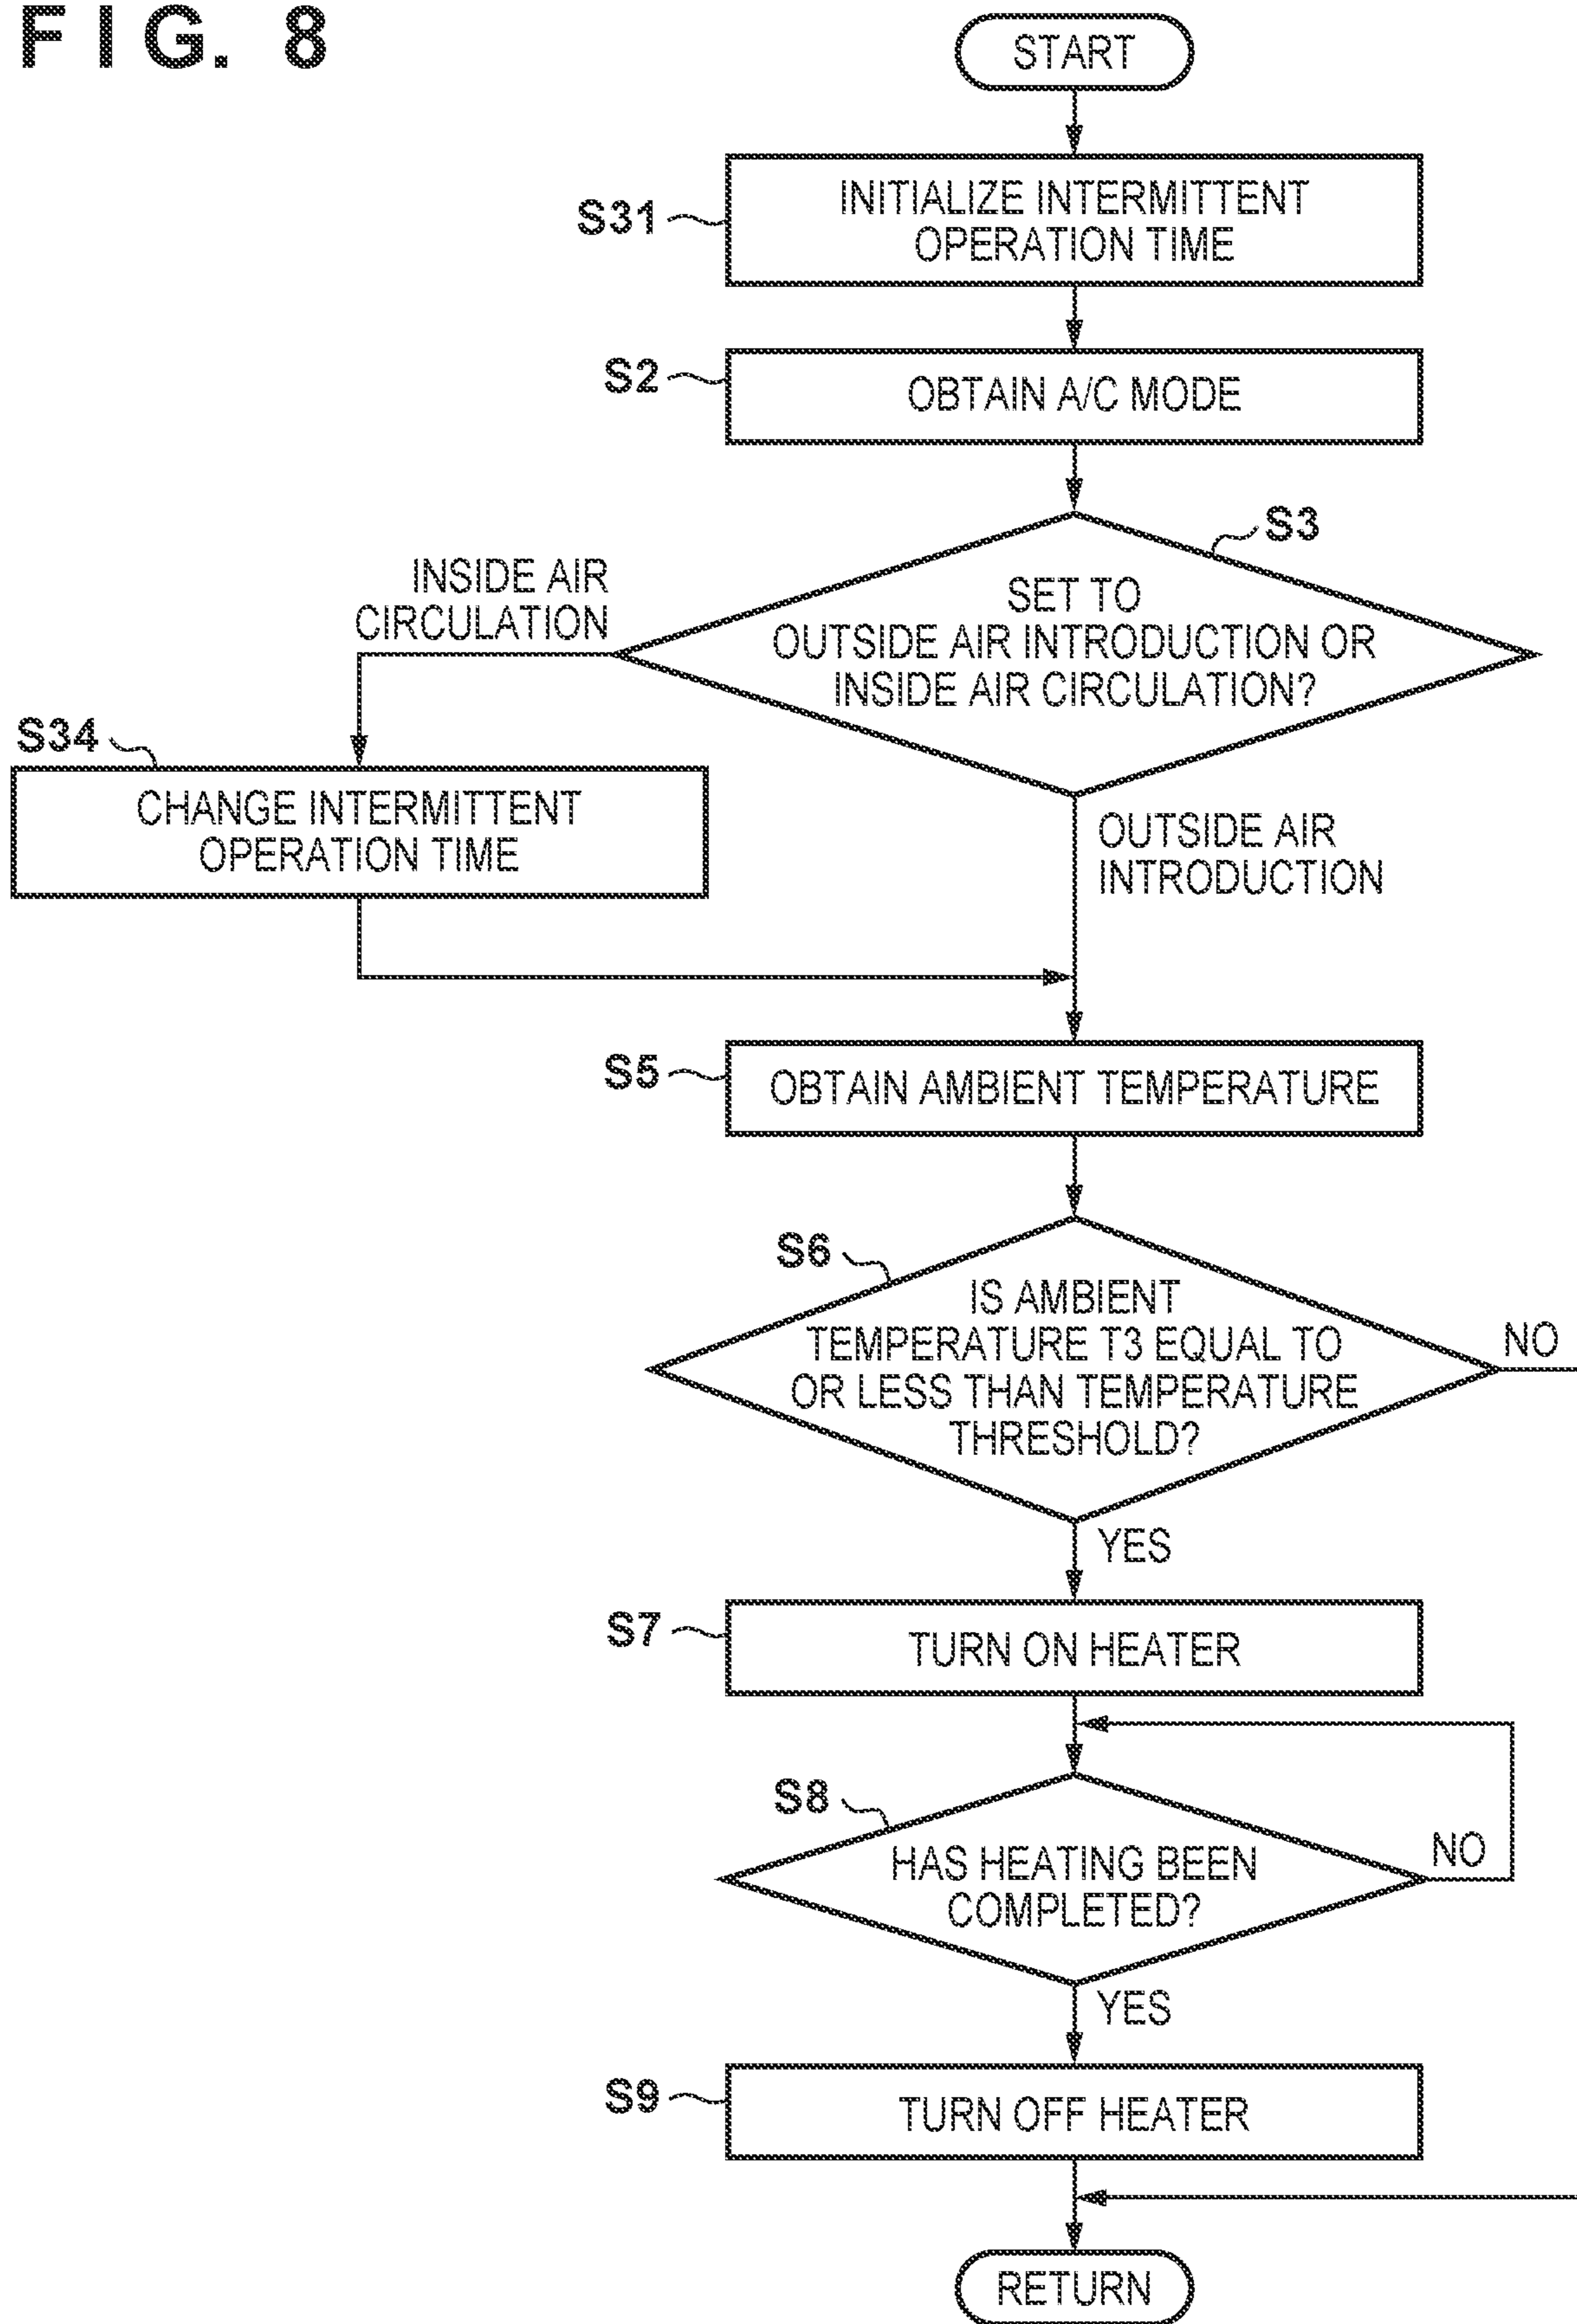 FIG. 8
START
S31
INITIALIZE INTERMITTENT
OPERATION TIME
S2
OBTAIN A/C MODE
S3
SET TO
OUTSIDE AIR INTRODUCTION OR
INSIDE AIR CIRCULATION?
INSIDE AIR
CIRCULATION
S34
CHANGE INTERMITTENT
OPERATION TIME
OUTSIDE AIR
INTRODUCTION
S5
OBTAIN AMBIENT TEMPERATURE
S6
IS AMBIENT
TEMPERATURE T3 EQUAL TO
OR LESS THAN TEMPERATURE
THRESHOLD?
NO
YES
S7
TURN ON HEATER
S8
HAS HEATING BEEN
COMPLETED?
NO
YES
S9
TURN OFF HEATER
RETURN